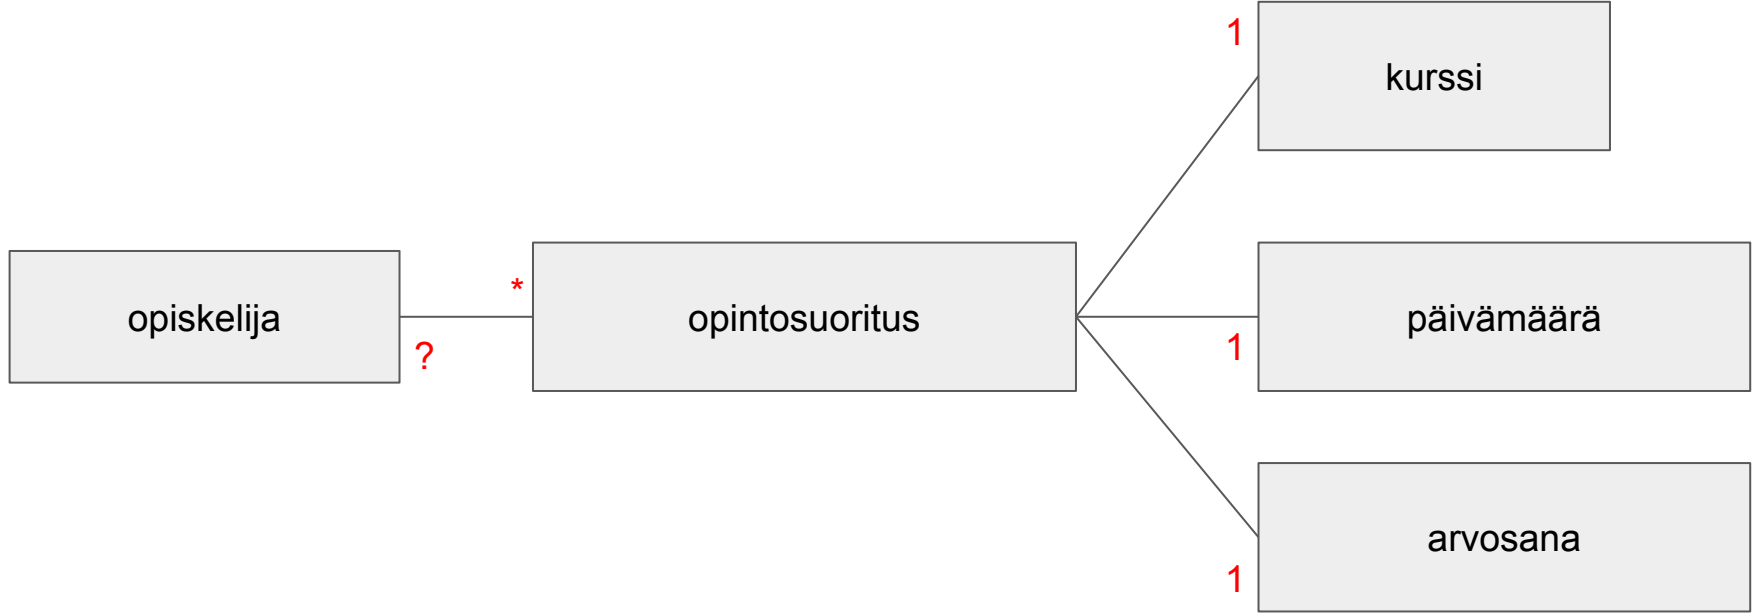 1
kurssi
opiskelija
*
?
opintosuoritus
1
päivämäärä
1
arvosana